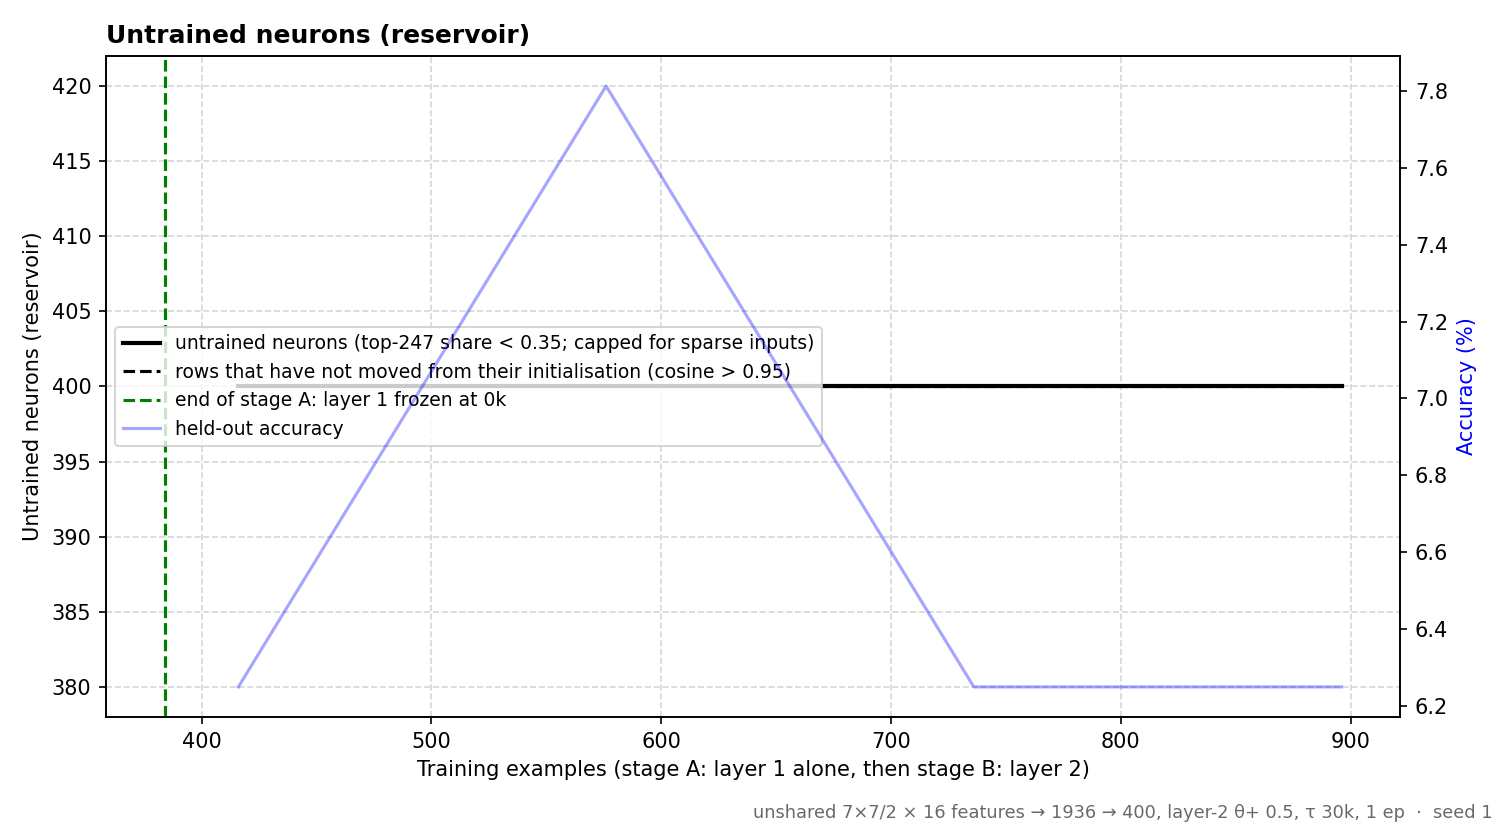 Untrained neurons (reservoir)
420
415
410
405
400
395
390
385
380
Untrained neurons (reservoir)
untrained neurons (top-247 share < 0.35; capped for sparse inputs)
rows that have not moved from their initialisation (cosine > 0.95)
end of stage A: layer 1 frozen at 0k
held-out accuracy
7.8
7.6
7.4
7.2
7.0
6.8
6.6
6.4
6.2
Accuracy (%)
400 500 600 700 800 900
Training examples (stage A: layer 1 alone, then stage B: layer 2)
unshared 7×7/2 × 16 features → 1936 → 400, layer-2 θ+ 0.5, τ 30k, 1 ep · seed 1